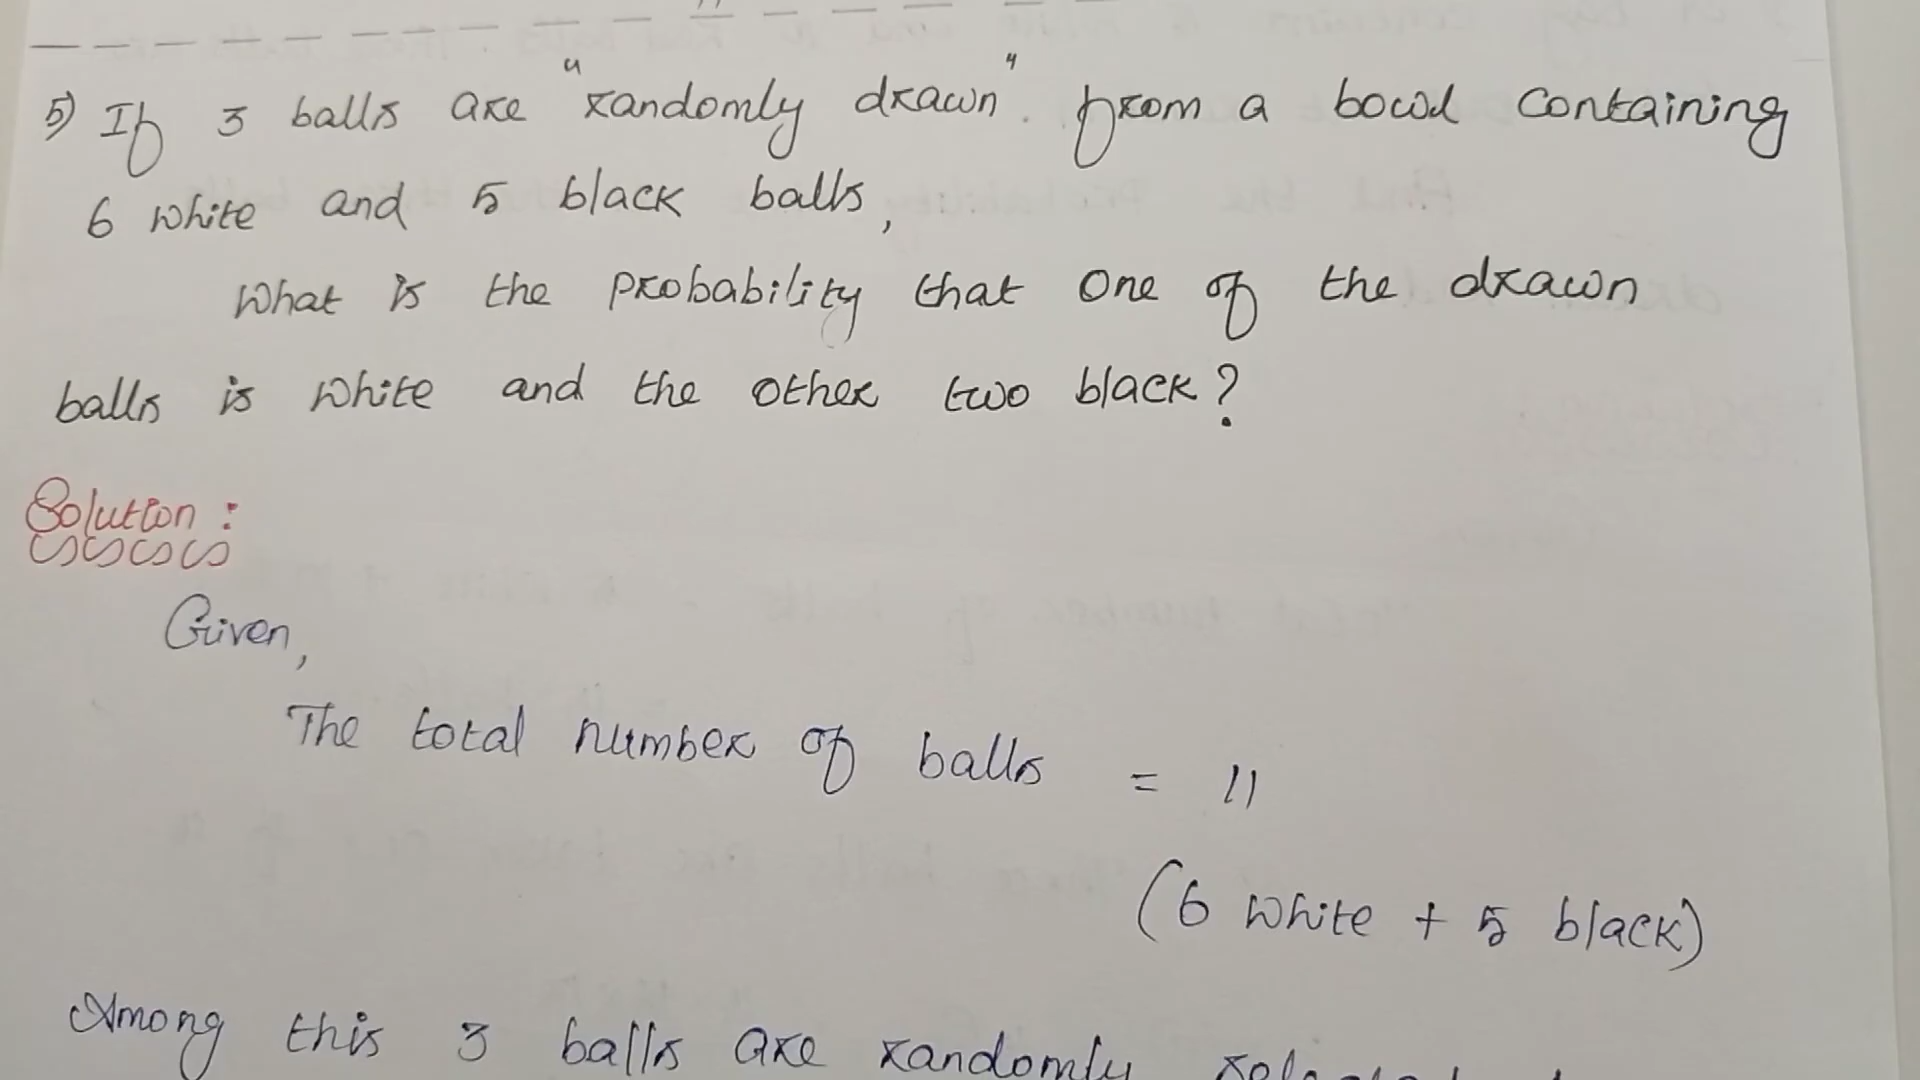 5) If 3 balls are "randomly drawn". from a bowl containing
6 white and 5 black balls,
what is the probability that one of the drawn
balls is white and the other two black?
Solution :
Given,
The total number of balls = 11
(6 white + 5 black)
Among this 3 balls are randomly